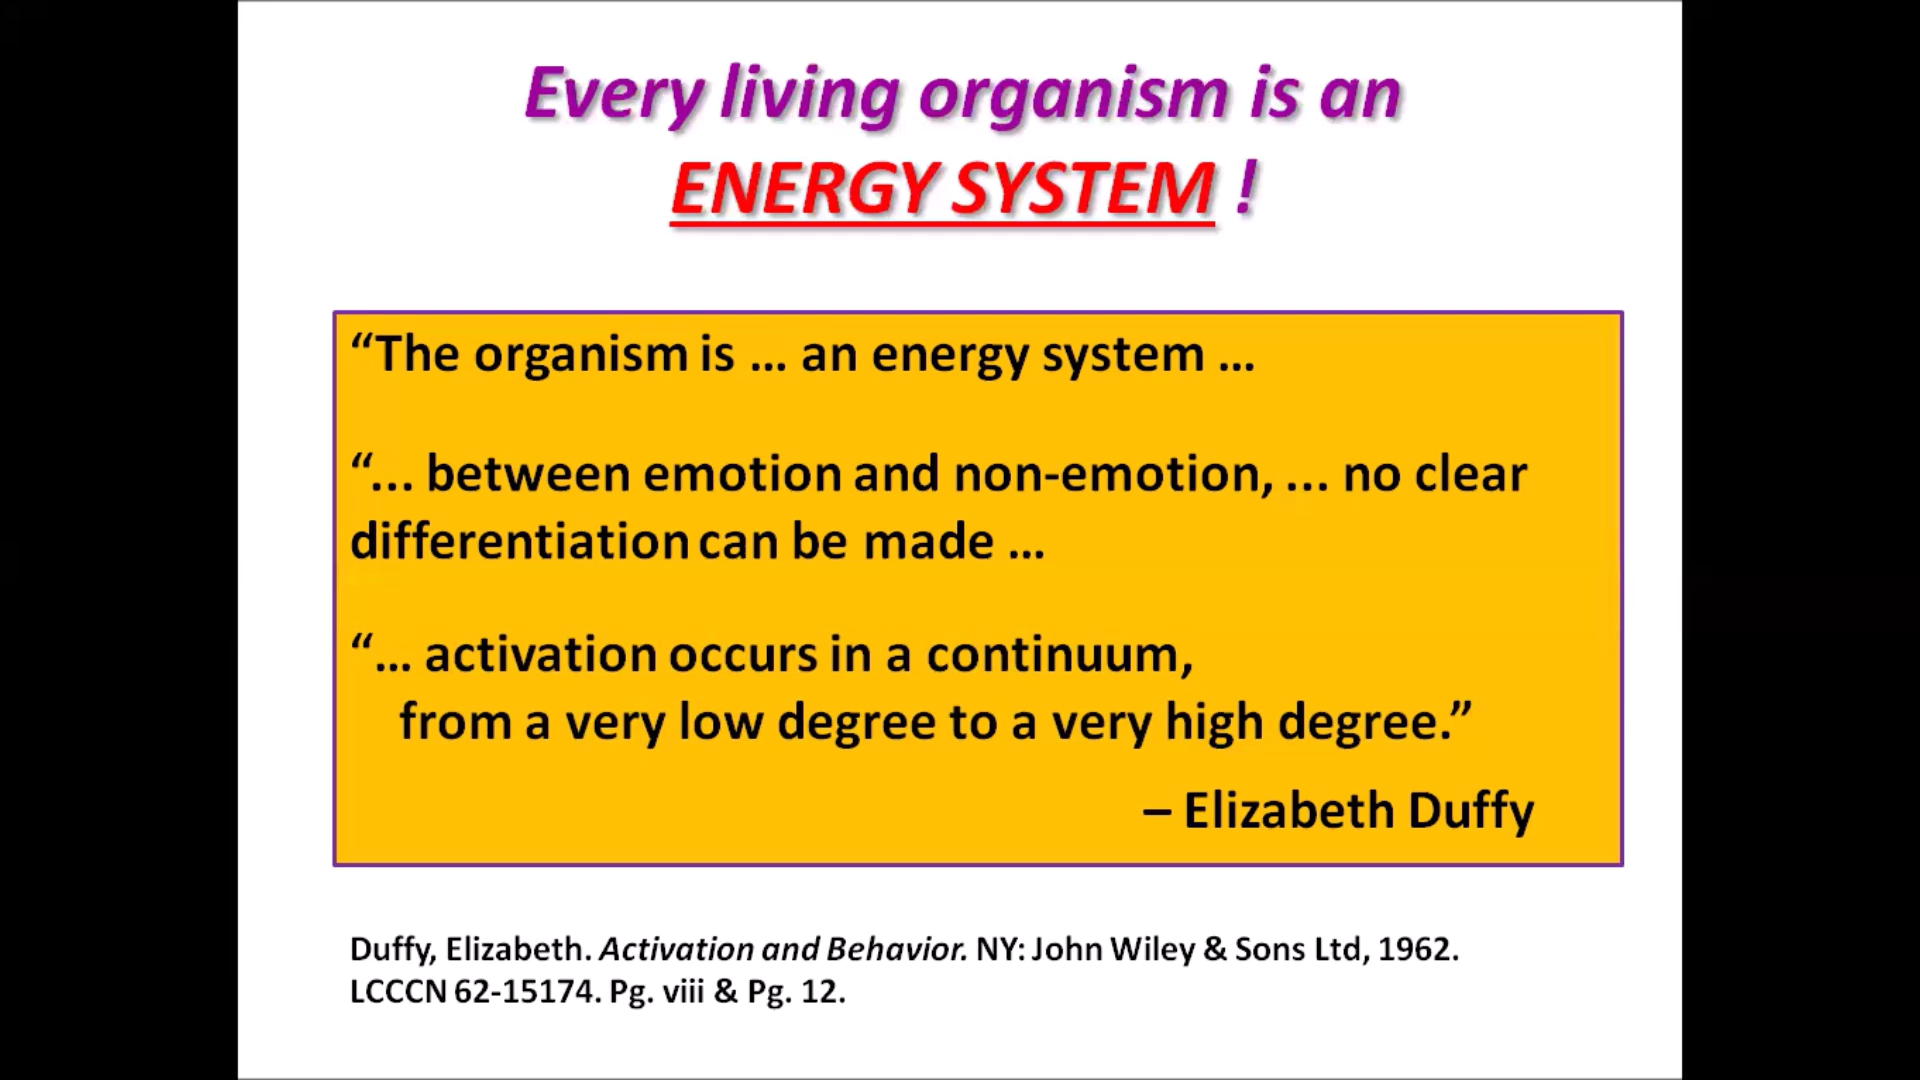 Every living organism is an
ENERGY SYSTEM !
“The organism is ... an energy system ...
“... between emotion and non-emotion, ... no clear
differentiation can be made ...
“... activation occurs in a continuum,
from a very low degree to a very high degree.”
– Elizabeth Duffy
Duffy, Elizabeth. Activation and Behavior. NY: John Wiley & Sons Ltd, 1962.
LCCCN 62-15174. Pg. viii & Pg. 12.